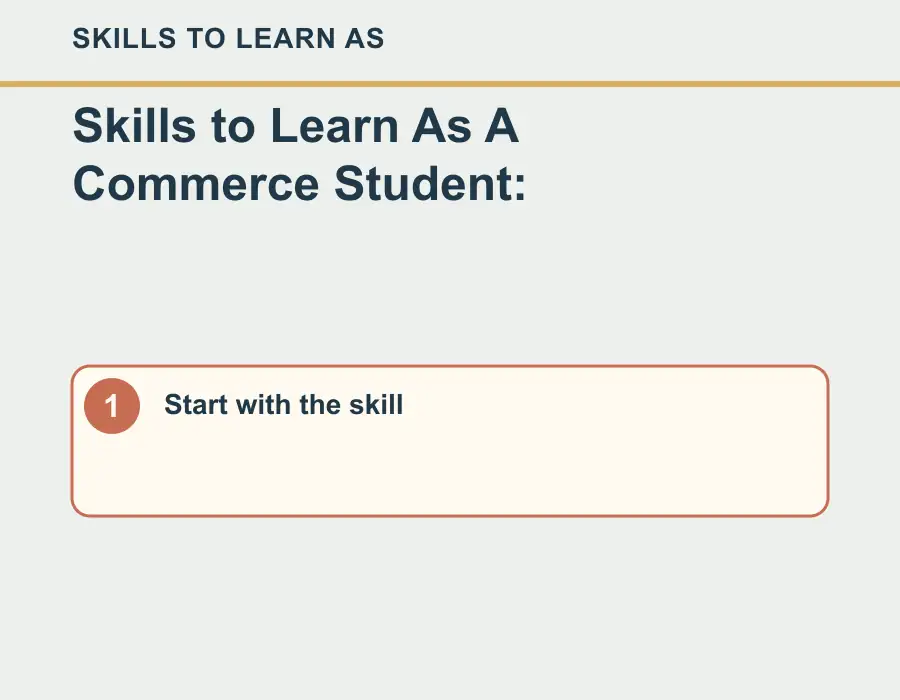 SKILLS TO LEARN AS
Skills to Learn As A
Commerce Student:
1
Start with the skill